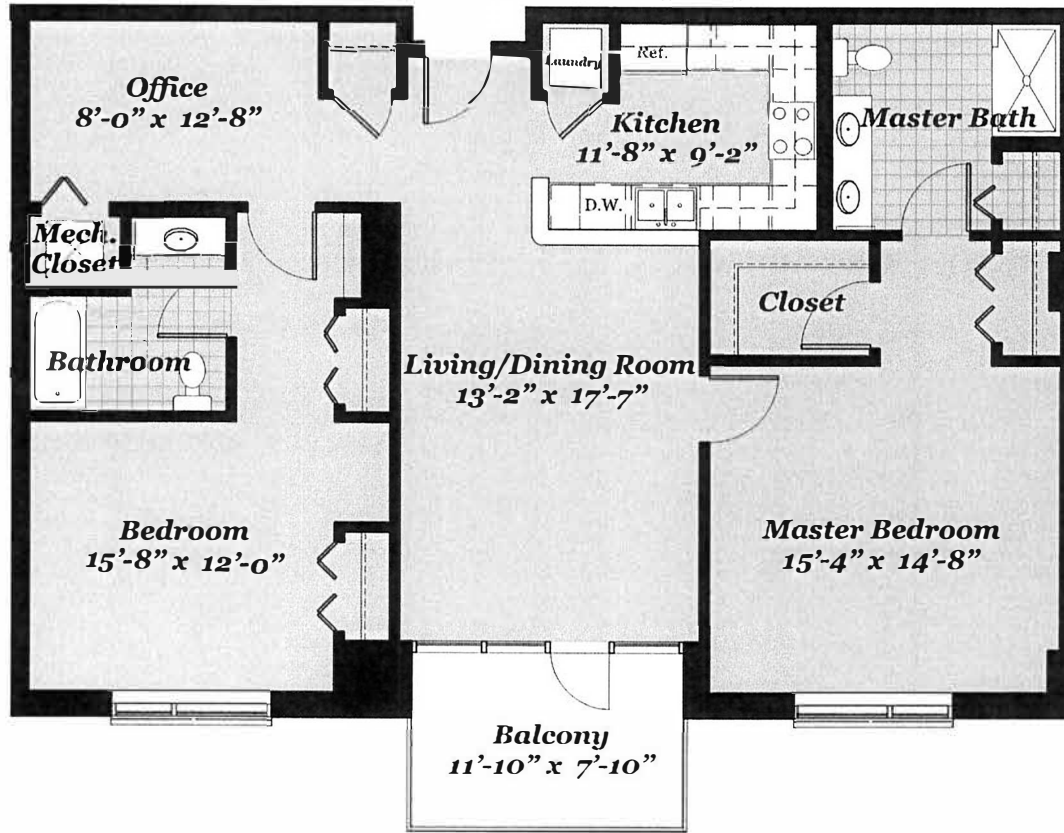 Office
8’-0” x 12’-8”
Laundry
Ref.
Kitchen
11’-8” x 9’-2”
D.W.
Master Bath
Mech.
Closet
Bathroom
Closet
Living/Dining Room
13’-2” x 17’-7”
Bedroom
15’-8” x 12’-0”
Master Bedroom
15’-4” x 14’-8”
Balcony
11’-10” x 7’-10”